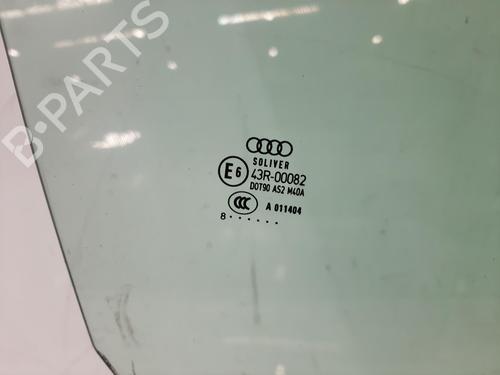 B-PARTS
SOLIVER
E6 43R-00082
DOT90 AS2 M40A
CCC A 011404
8 ......